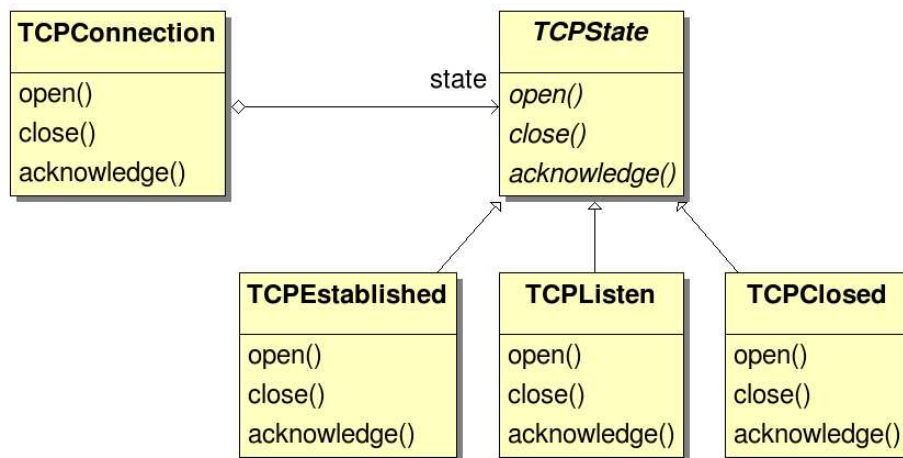 TCPConnection
open()
close()
acknowledge()
state
TCPState
open()
close()
acknowledge()
TCPEstablished
open()
close()
acknowledge()
TCPListen
open()
close()
acknowledge()
TCPClosed
open()
close()
acknowledge()